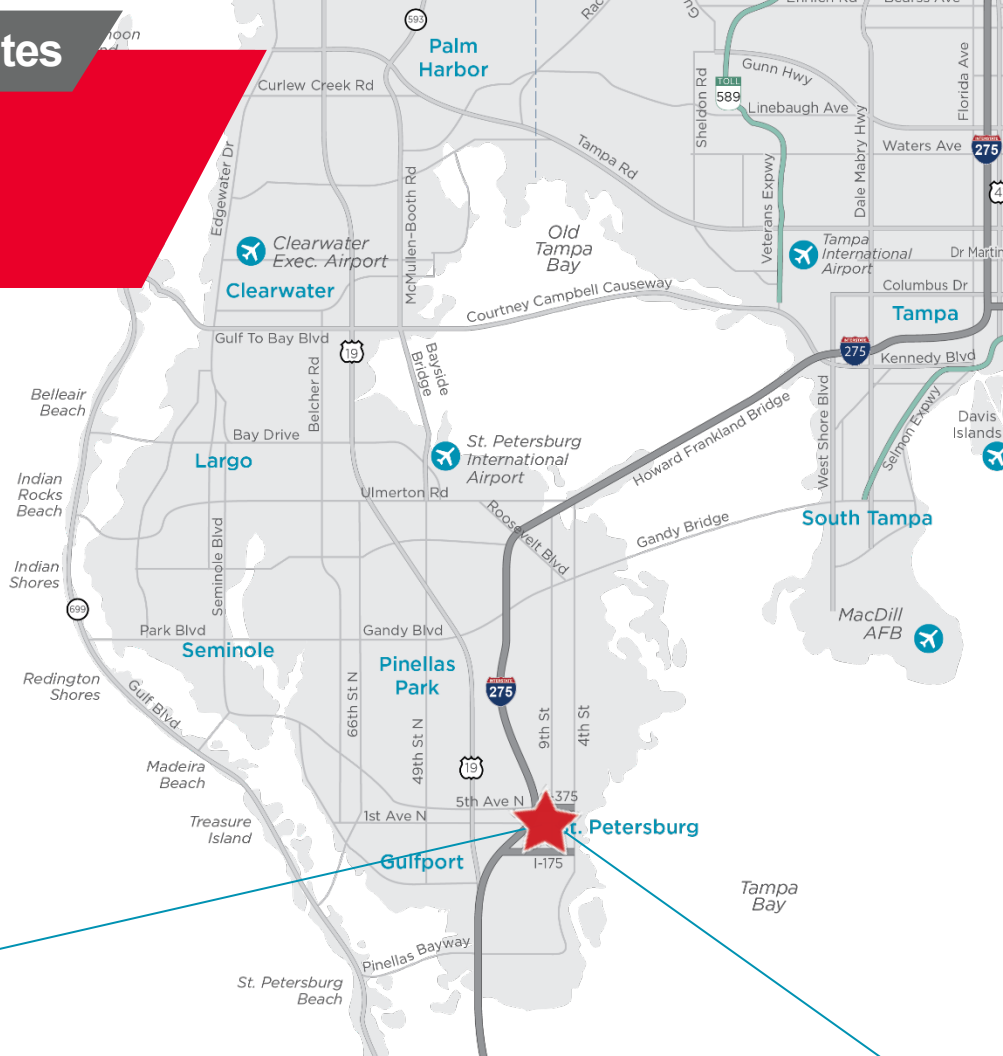 tes
593
Palm
Harbor
Curlew Creek Rd
Edgewater Dr
McMullen-Booth Rd
Tampa Rd
Sheldon Rd
TOLL
589
Gunn Hwy
Linebaugh Ave
Dale Mabry Hwy
Florida Ave
Waters Ave
INTERSTATE
275
Veterans Expwy
Old
Tampa
Bay
Clearwater
Exec. Airport
Clearwater
Tampa
International
Airport
Dr Martin
Columbus Dr
Tampa
Courtney Campbell Causeway
Gulf To Bay Blvd
19
Bayside
Bridge
Belcher Rd
275
Kennedy Blvd
Belleair
Beach
Howard Frankland Bridge
West Shore Blvd
Selmon Expwy
Davis
Islands
Bay Drive
Largo
St. Petersburg
International
Airport
Indian
Rocks
Beach
Ulmerton Rd
Roosevelt Blvd
Gandy Bridge
South Tampa
Seminole Blvd
Indian
Shores
699
MacDill
AFB
Park Blvd
Gandy Blvd
Seminole
Pinellas
Park
Redington
Shores
Gulf Blvd
INTERSTATE
275
66th St N
49th St N
9th St
4th St
Madeira
Beach
19
5th Ave N
-375
1st Ave N
Treasure
Island
t. Petersburg
Gulfport
I-175
Tampa
Bay
Pinellas Bayway
St. Petersburg
Beach